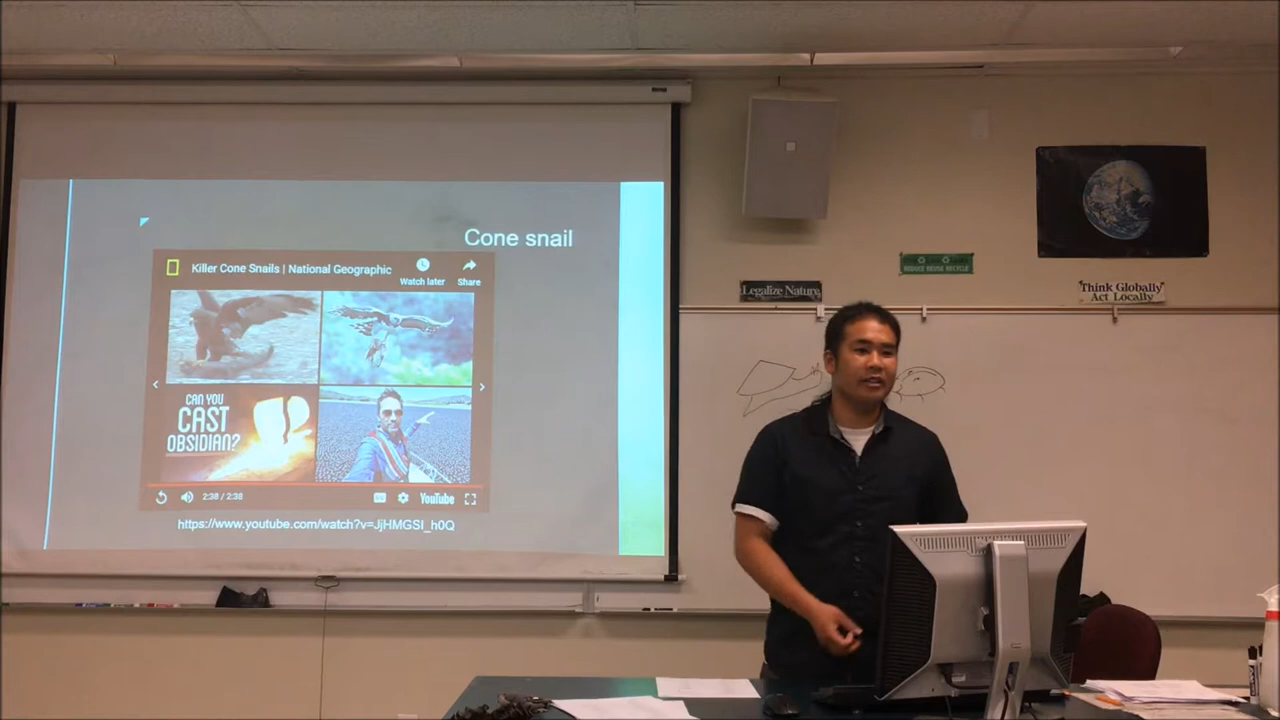 Cone snail
Killer Cone Snails | National Geographic
Watch later
Share
CAN YOU
CAST
OBSIDIAN?
2:38 / 2:38
YouTube
https://www.youtube.com/watch?v=JjHMGSI_h0Q
REDUCE REUSE RECYCLE
Legalize Nature
Think Globally
Act Locally